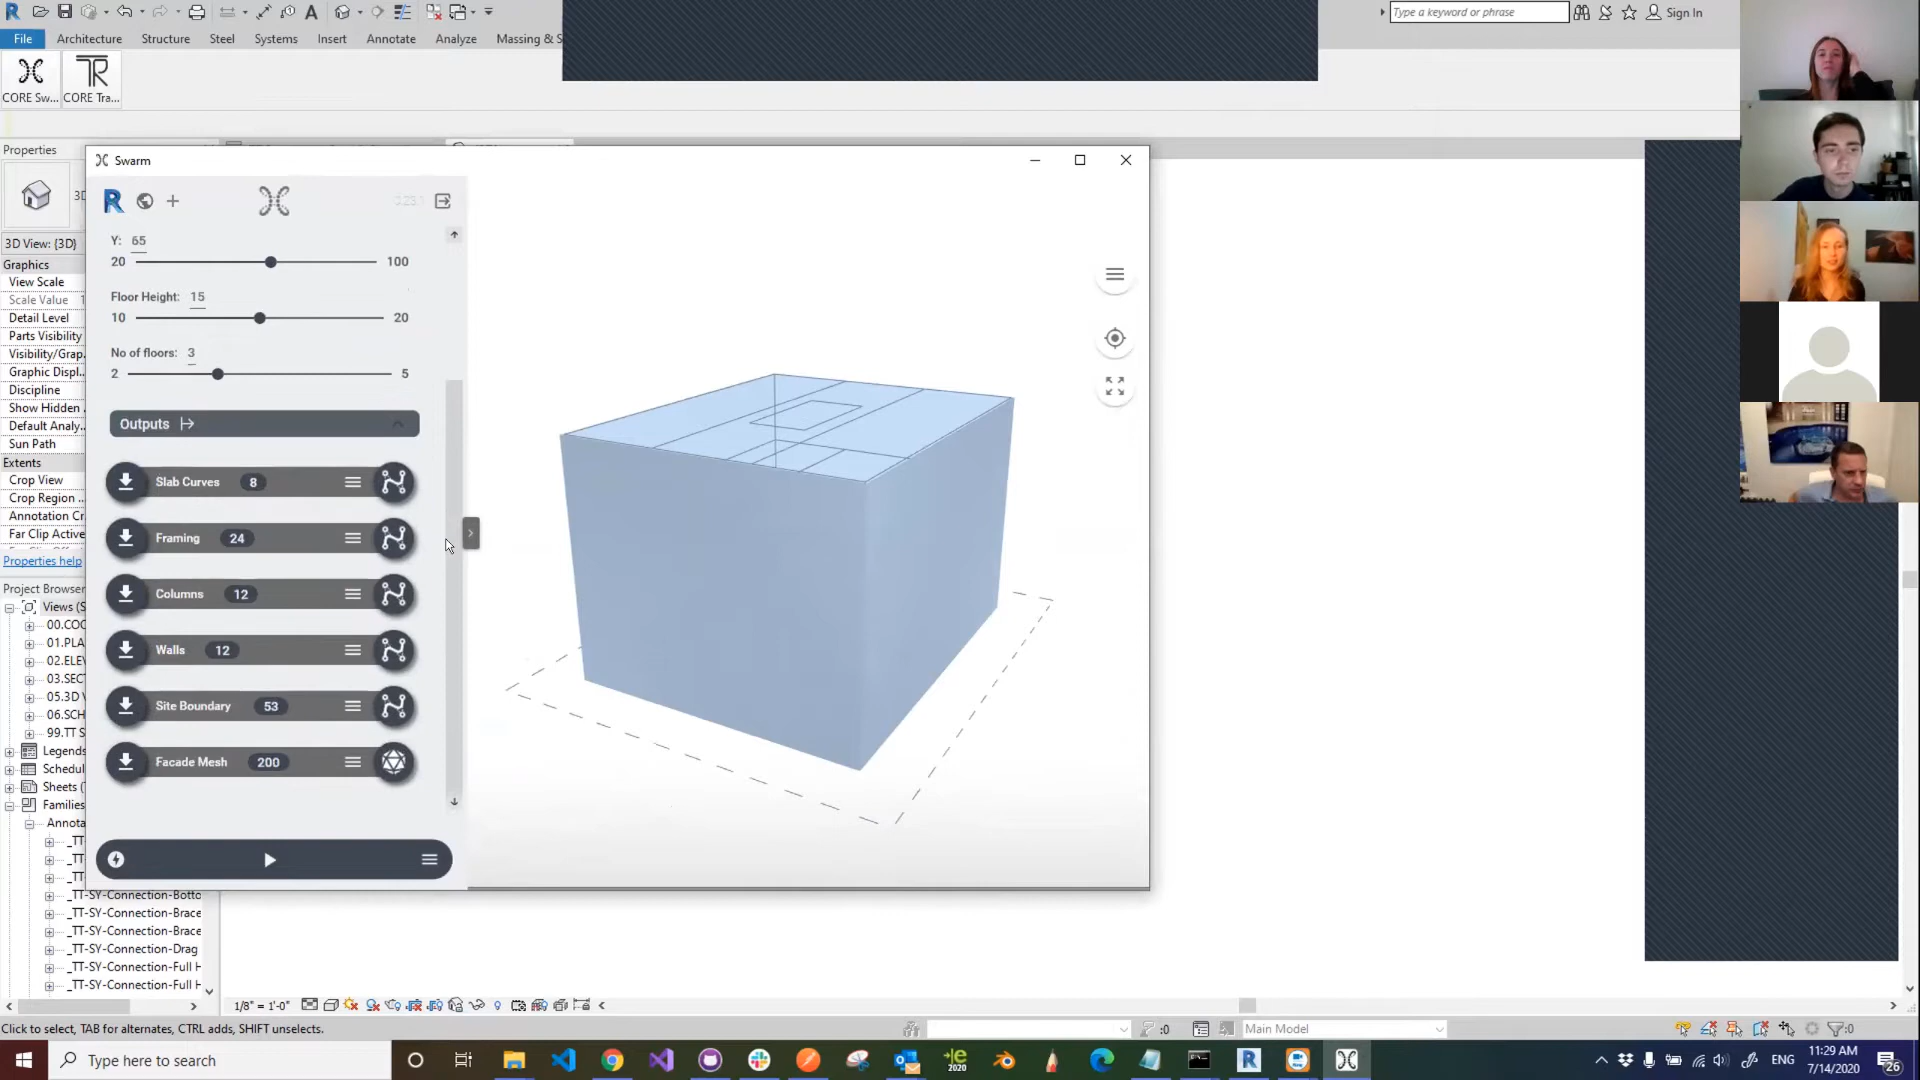 Type a keyword or phrase
Sign In
File
Architecture
Structure
Steel
Systems
Insert
Annotate
Analyze
Massing & S
CORE Sw...
CORE Tra...
Properties
3D View: {3D}
Graphics
View Scale
Scale Value
Detail Level
Parts Visibility
Visibility/Grap...
Graphic Displ...
Discipline
Show Hidden
Default Analy...
Sun Path
Extents
Crop View
Crop Region
Annotation Cr
Far Clip Active
Properties help
Project Browser
Views (S
00.COO
01.PLA
02.ELEV
03.SECT
05.3D V
06.SCH
99.TT S
Legends
Schedul
Sheets (T
Families
Annota
_TT-
_TT-
_TT-
_TT-SY-Connection-Botto
_TT-SY-Connection-Brace
_TT-SY-Connection-Brace
_TT-SY-Connection-Drag
_TT-SY-Connection-Full H
_TT-SY-Connection-Full H
Swarm
Y: 65
20
100
Floor Height: 15
10
20
No of floors: 3
2
5
Outputs
Slab Curves 8
Framing 24
Columns 12
Walls 12
Site Boundary 53
Facade Mesh 200
1/8" = 1'-0"
Click to select, TAB for alternates, CTRL adds, SHIFT unselects.
:0
Main Model
:0
Type here to search
2020
ENG
11:29 AM
7/14/2020
26